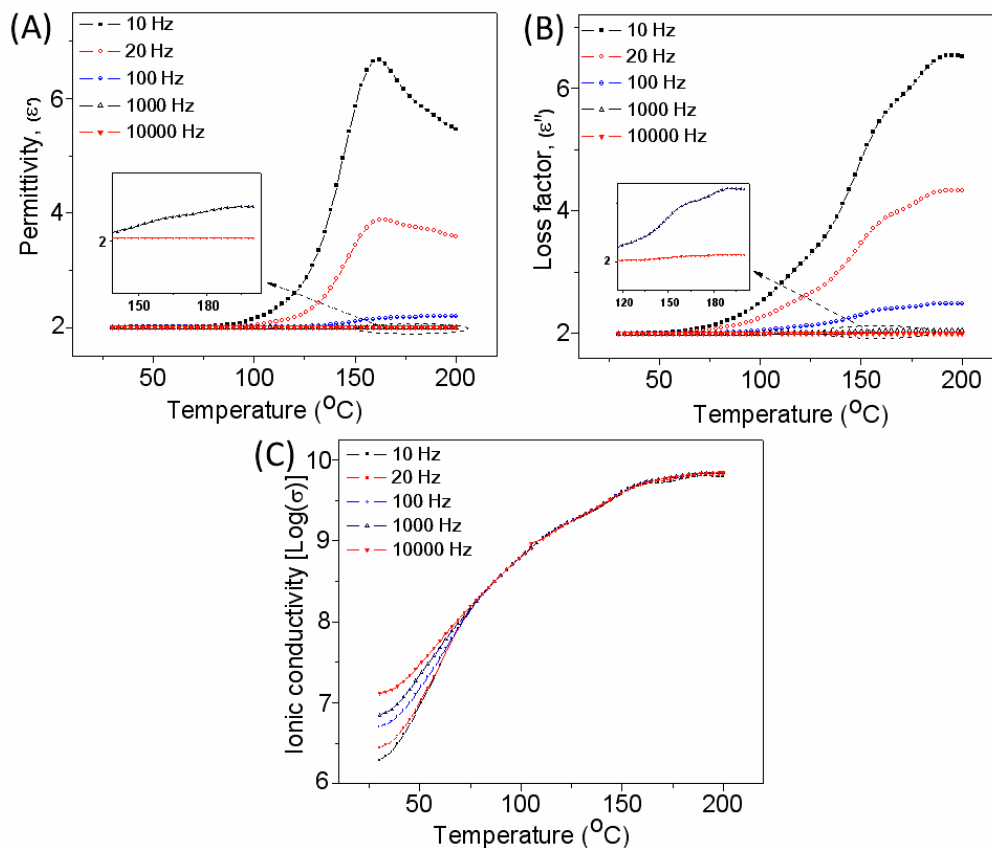 (A)
10 Hz
20 Hz
100 Hz
1000 Hz
10000 Hz
Permittivity, (ε')
6
4
2
2
150 180
50 100 150 200
Temperature (°C)
(B)
10 Hz
20 Hz
100 Hz
1000 Hz
10000 Hz
Loss factor, (ε'')
6
4
2
2
120 150 180
50 100 150 200
Temperature (°C)
(C)
10 Hz
20 Hz
100 Hz
1000 Hz
10000 Hz
Ionic conductivity [Log(σ)]
10
9
8
7
6
50 100 150 200
Temperature (°C)